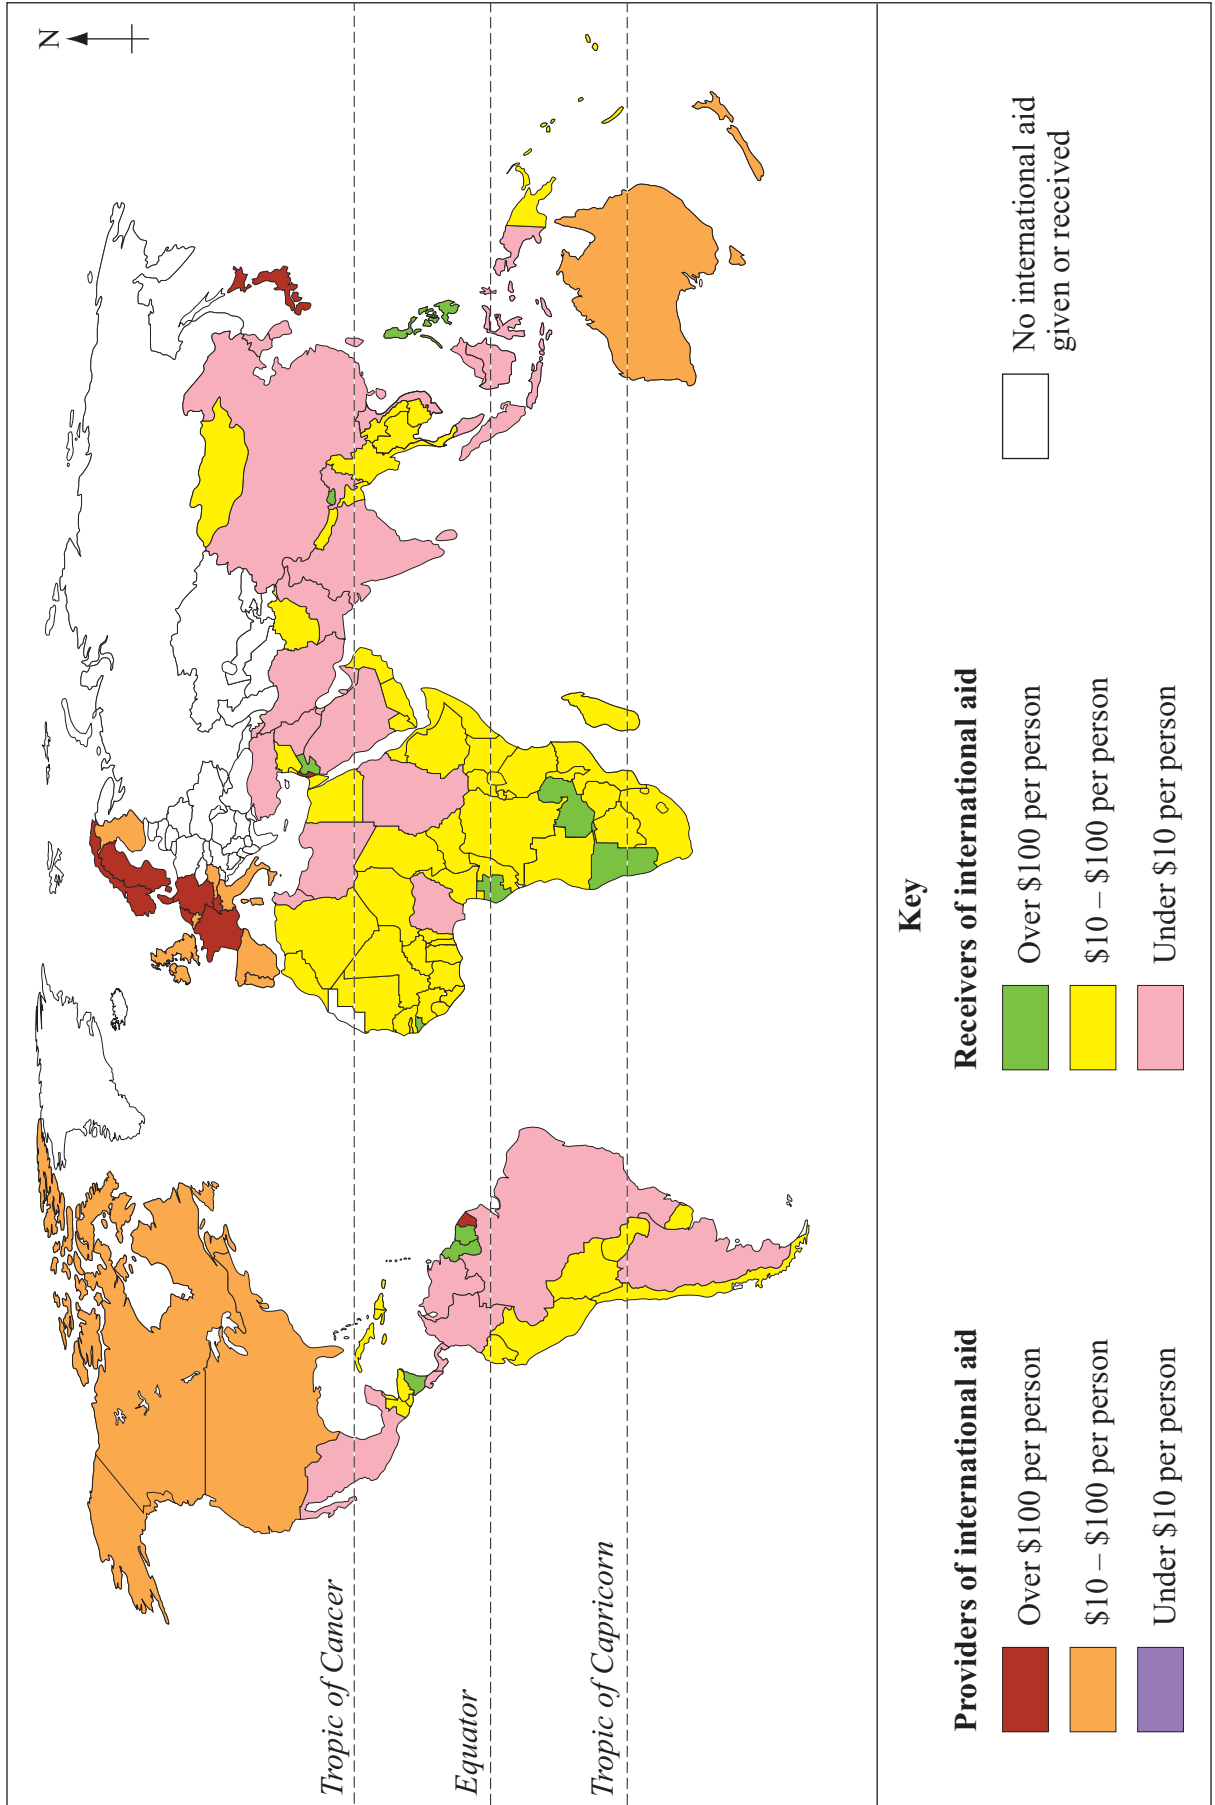 N
Tropic of Cancer
Equator
Tropic of Capricorn
Key
Providers of international aid
Over $100 per person
$10 – $100 per person
Under $10 per person
Receivers of international aid
Over $100 per person
$10 – $100 per person
Under $10 per person
No international aid
given or received